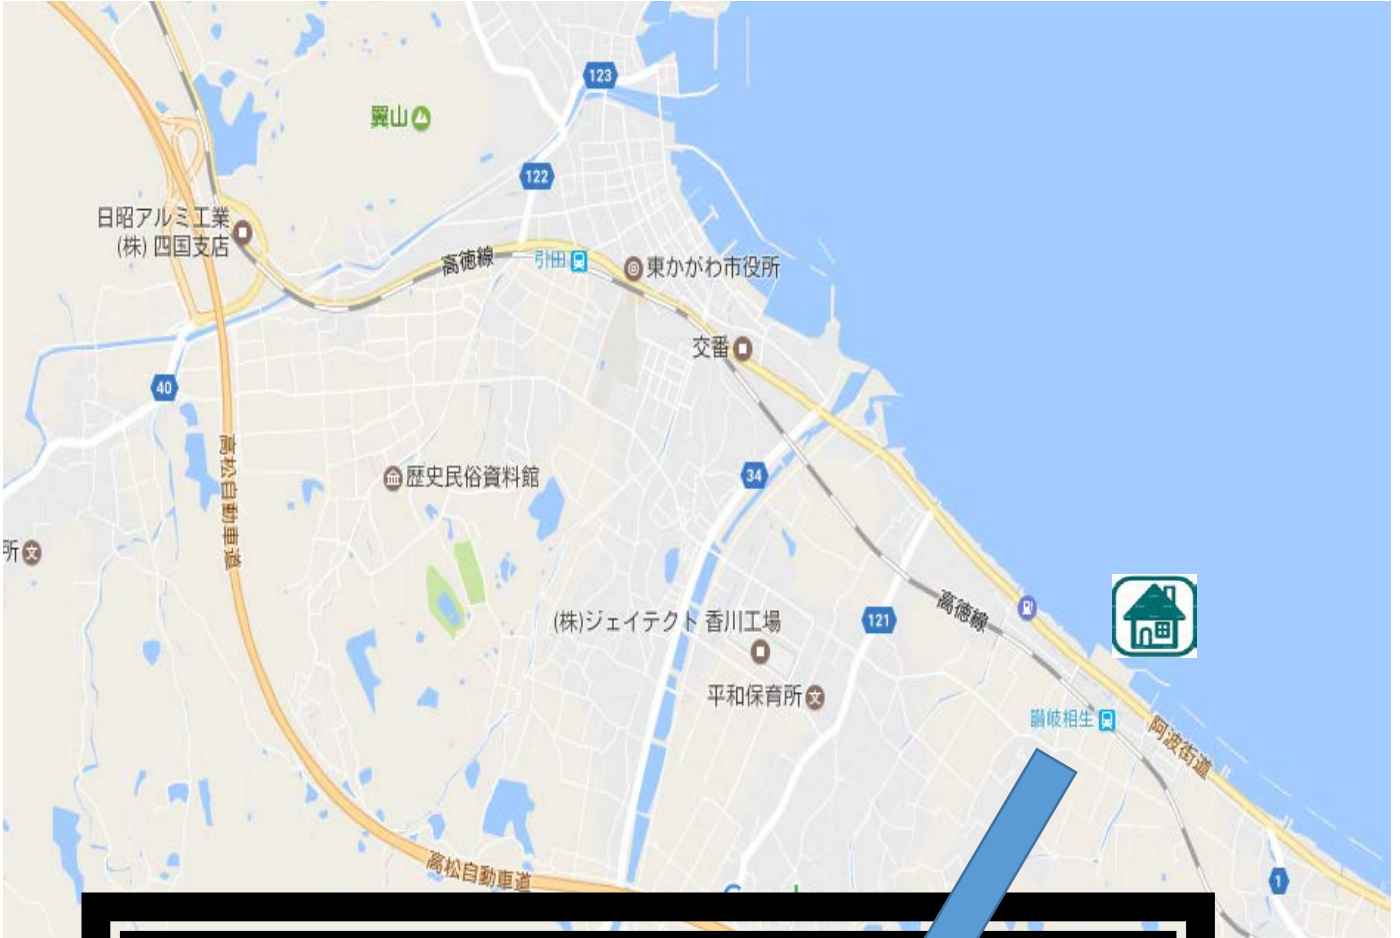 123
翼山
122
日昭アルミ工業
(株) 四国支店
高徳線
引田
東かがわ市役所
交番
40
高松自動車道
歴史民俗資料館
34
所
文
(株)ジェイテクト 香川工場
121
高徳線
平和保育所
文
讃岐相生
阿波街道
高松自動車道
1